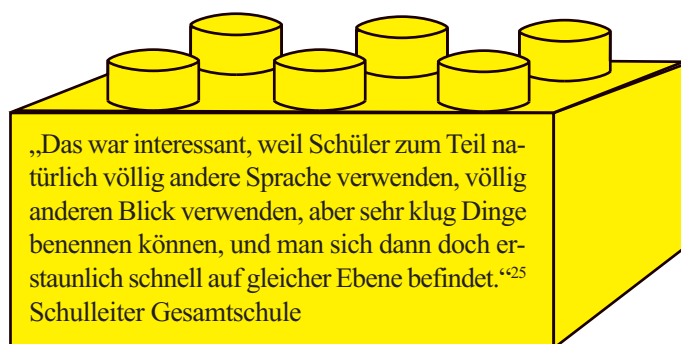 „Das war interessant, weil Schüler zum Teil na-
türlich völlig andere Sprache verwenden, völlig
anderen Blick verwenden, aber sehr klug Dinge
benennen können, und man sich dann doch er-
staunlich schnell auf gleicher Ebene befindet.“25
Schulleiter Gesamtschule